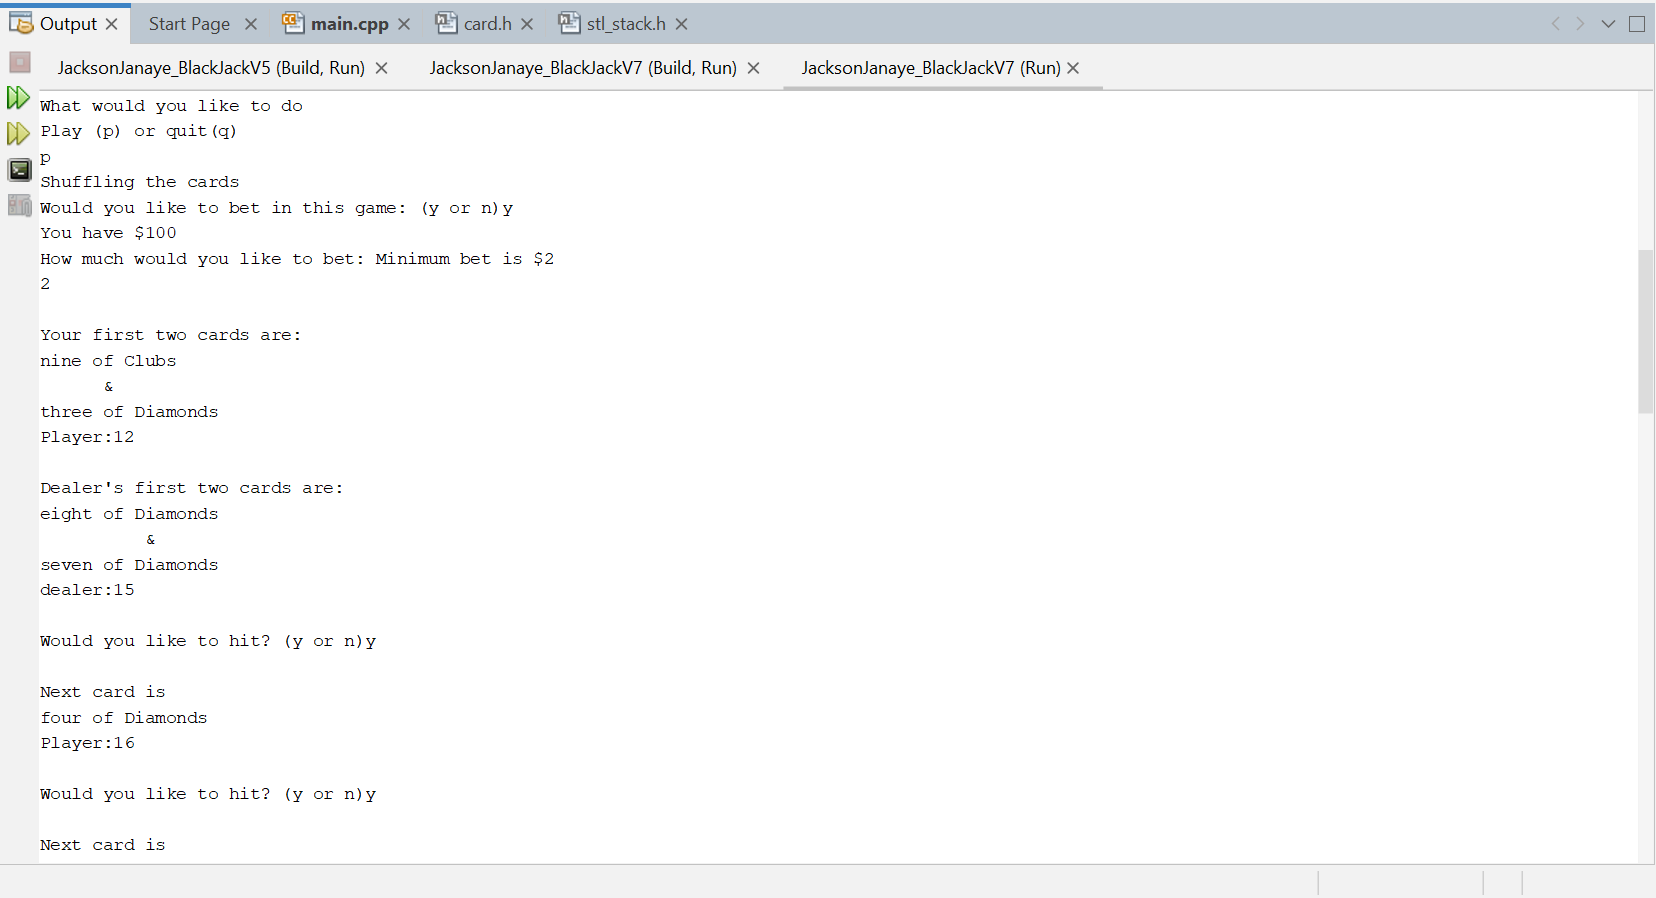 Output
Start Page
main.cpp
card.h
stl_stack.h
JacksonJanaye_BlackJackV5 (Build, Run)
JacksonJanaye_BlackJackV7 (Build, Run)
JacksonJanaye_BlackJackV7 (Run)
What would you like to do
Play (p) or quit(q)
p
Shuffling the cards
Would you like to bet in this game: (y or n)y
You have $100
How much would you like to bet: Minimum bet is $2
2
Your first two cards are:
nine of Clubs
&
three of Diamonds
Player:12
Dealer's first two cards are:
eight of Diamonds
&
seven of Diamonds
dealer:15
Would you like to hit? (y or n)y
Next card is
four of Diamonds
Player:16
Would you like to hit? (y or n)y
Next card is